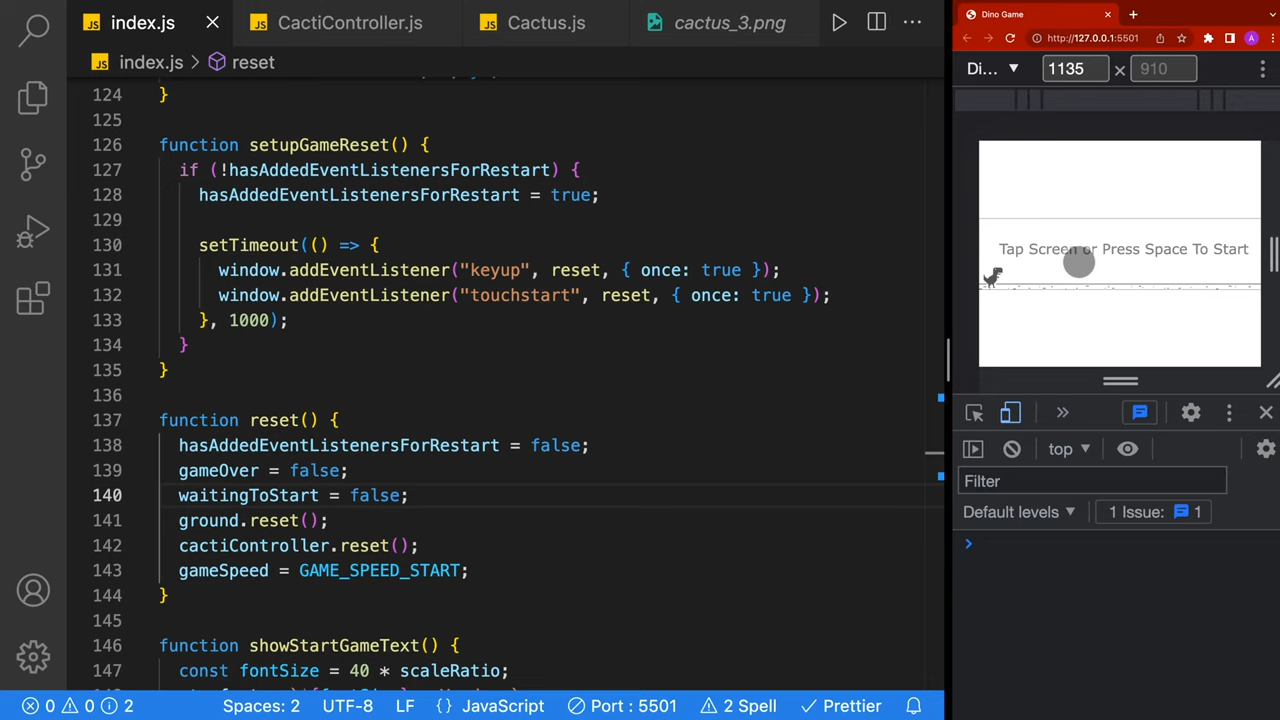 index.js
CactiController.js
Cactus.js
cactus_3.png
index.js
reset
124 }
125
126 function setupGameReset() {
127 if (!hasAddedEventListenersForRestart) {
128 hasAddedEventListenersForRestart = true;
129
130 setTimeout(() => {
131 window.addEventListener("keyup", reset, { once: true });
132 window.addEventListener("touchstart", reset, { once: true });
133 }, 1000);
134 }
135 }
136
137 function reset() {
138 hasAddedEventListenersForRestart = false;
139 gameOver = false;
140 waitingToStart = false;
141 ground.reset();
142 cactiController.reset();
143 gameSpeed = GAME_SPEED_START;
144 }
145
146 function showStartGameText() {
147 const fontSize = 40 * scaleRatio;
0 0 2
Spaces: 2
UTF-8
LF
{} JavaScript
Port : 5501
2 Spell
Prettier
Dino Game
http://127.0.0.1:5501
A
Di...
1135
×
910
Tap Screen or Press Space To Start
top
Filter
Default levels
1 Issue: 1